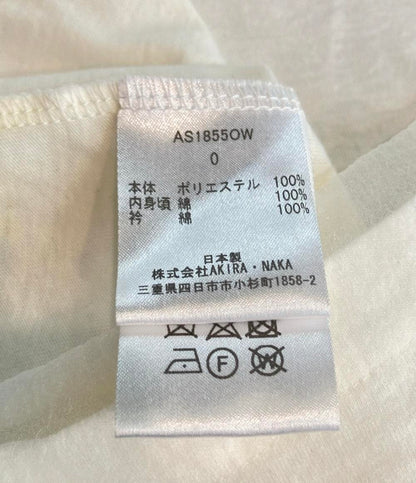 AS1855OW
0
本体 ポリエステル 100%
内身頃 綿 100%
衿 綿 100%
日本製
株式会社AKIRA・NAKA
三重県四日市市小杉町1858-2
F
W